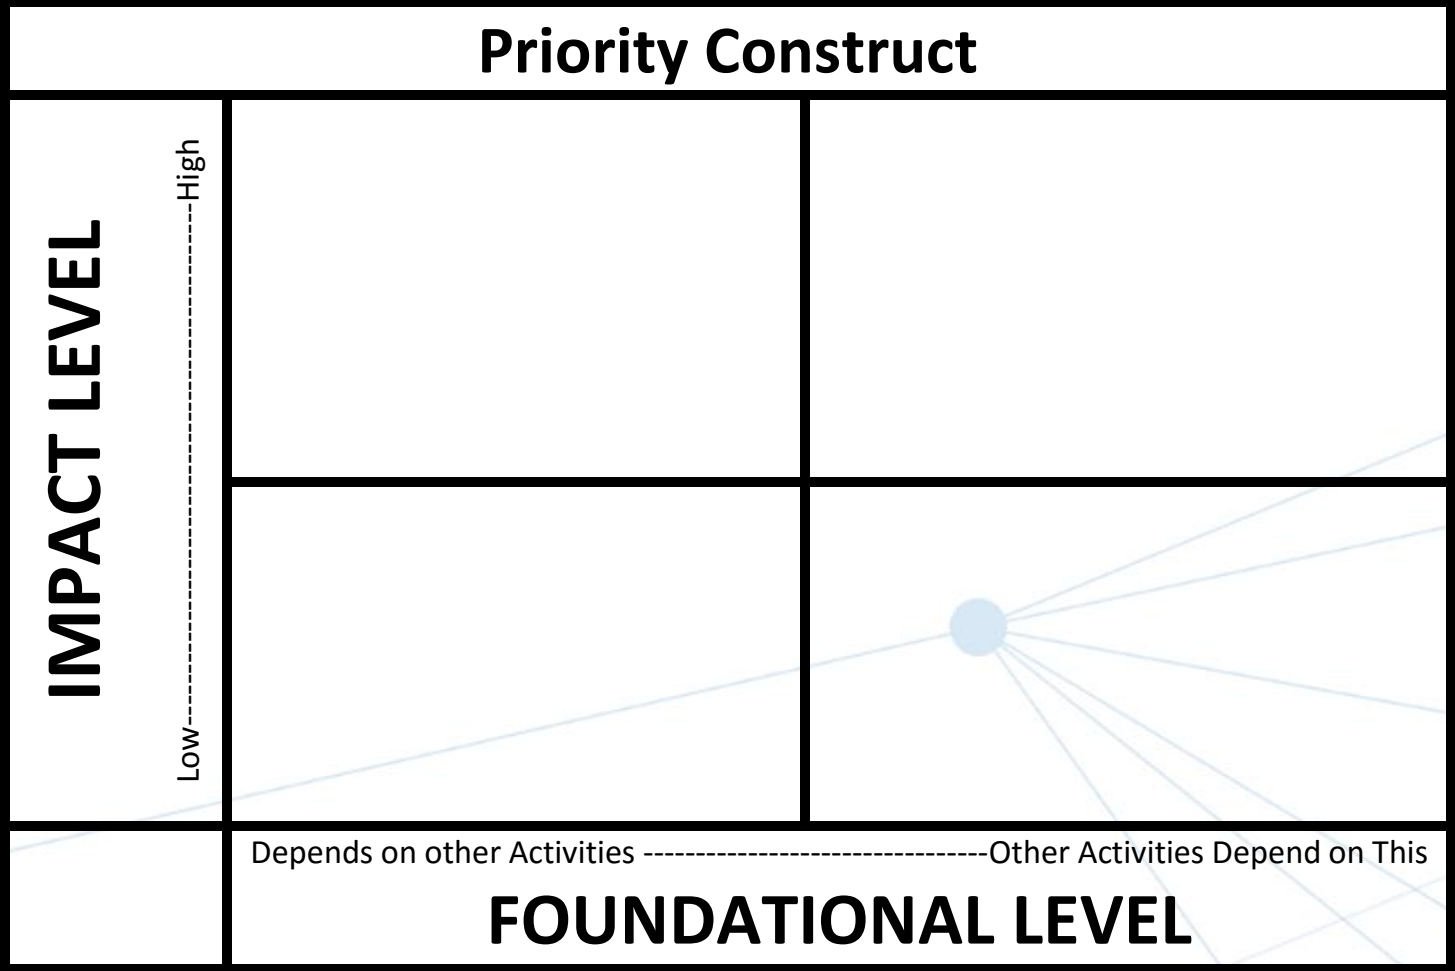 Priority Construct
IMPACT LEVEL
Low--------------------------------------------------High
Depends on other Activities ---------------------------------Other Activities Depend on This
FOUNDATIONAL LEVEL